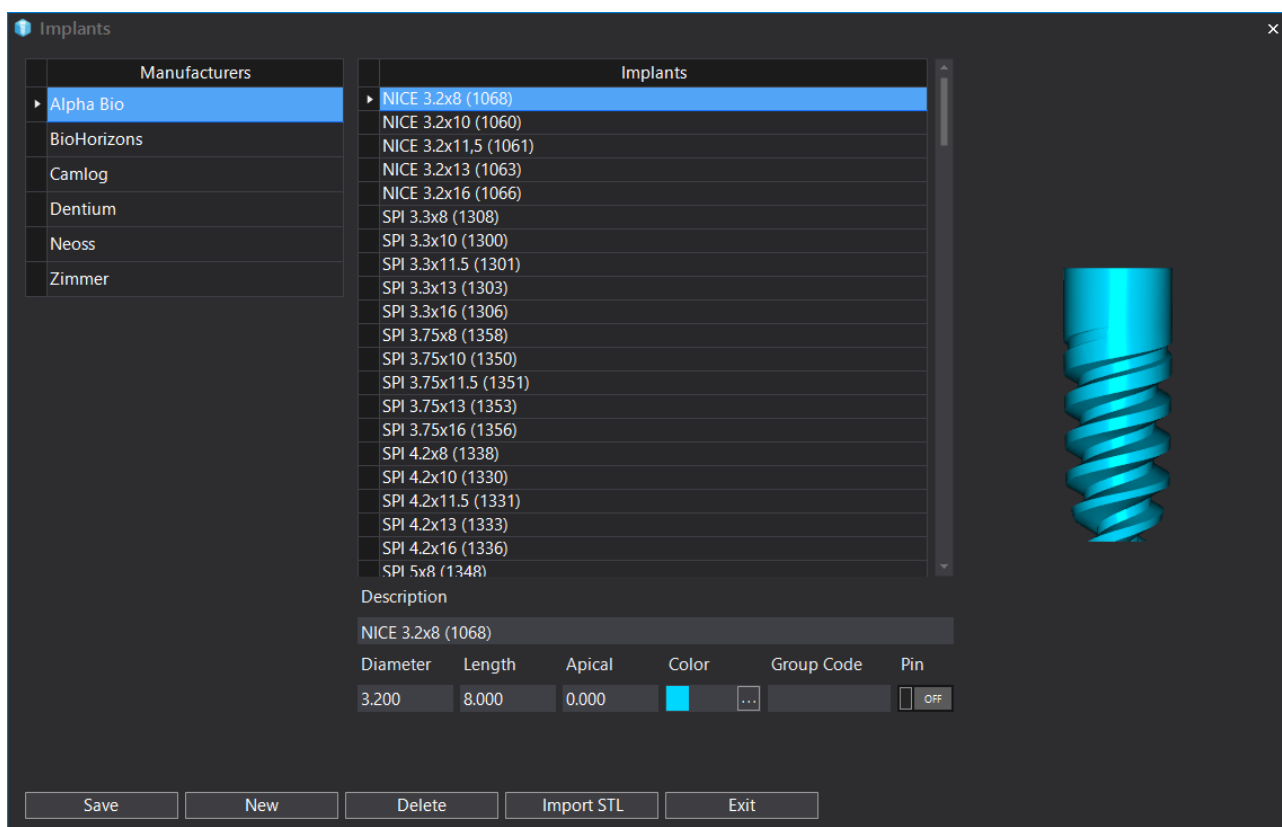 Implants
Manufacturers
Alpha Bio
BioHorizons
Camlog
Dentium
Neoss
Zimmer
Implants
NICE 3.2x8 (1068)
NICE 3.2x10 (1060)
NICE 3.2x11,5 (1061)
NICE 3.2x13 (1063)
NICE 3.2x16 (1066)
SPI 3.3x8 (1308)
SPI 3.3x10 (1300)
SPI 3.3x11.5 (1301)
SPI 3.3x13 (1303)
SPI 3.3x16 (1306)
SPI 3.75x8 (1358)
SPI 3.75x10 (1350)
SPI 3.75x11.5 (1351)
SPI 3.75x13 (1353)
SPI 3.75x16 (1356)
SPI 4.2x8 (1338)
SPI 4.2x10 (1330)
SPI 4.2x11.5 (1331)
SPI 4.2x13 (1333)
SPI 4.2x16 (1336)
SPI 5x8 (1348)
Description
NICE 3.2x8 (1068)
Diameter Length Apical Color Group Code Pin
3.200 8.000 0.000 ... OFF
Save New Delete Import STL Exit